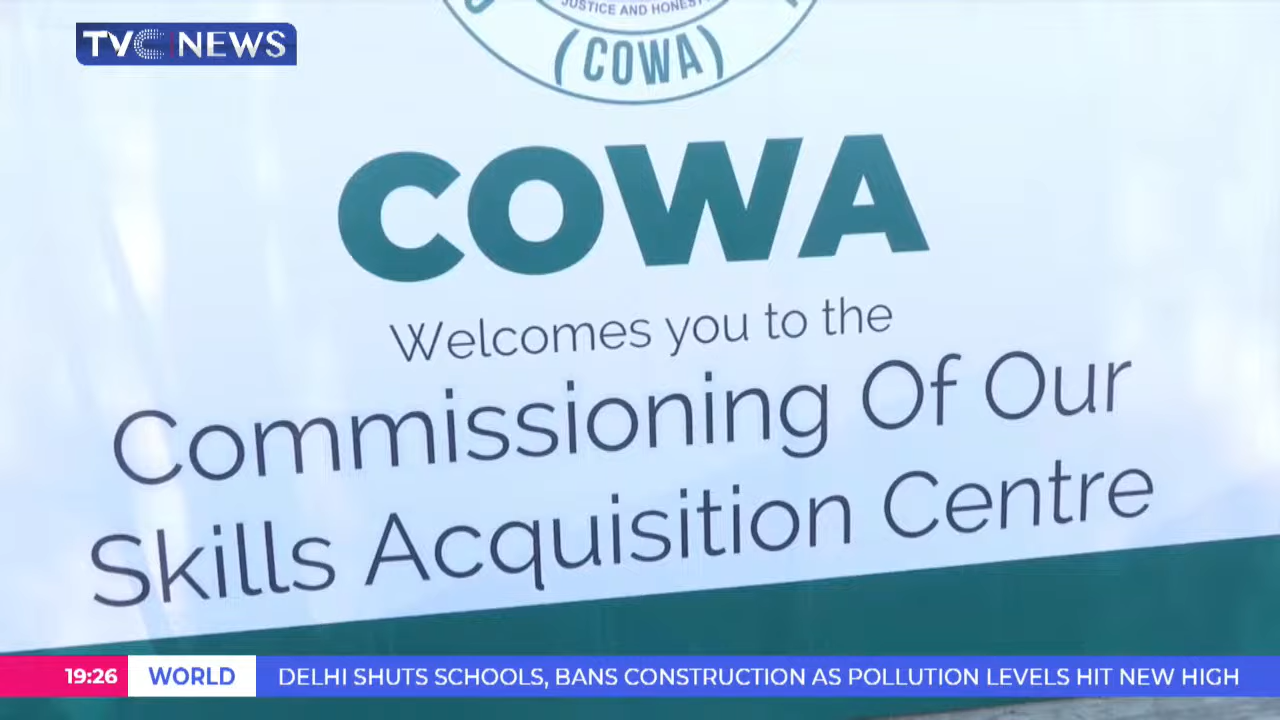 TVC NEWS
JUSTICE AND
(COWA)
COWA
Welcomes you to the
Commissioning Of Our
Skills Acquisition Centre
19:26 WORLD DELHI SHUTS SCHOOLS, BANS CONSTRUCTION AS POLLUTION LEVELS HIT NEW HIGH